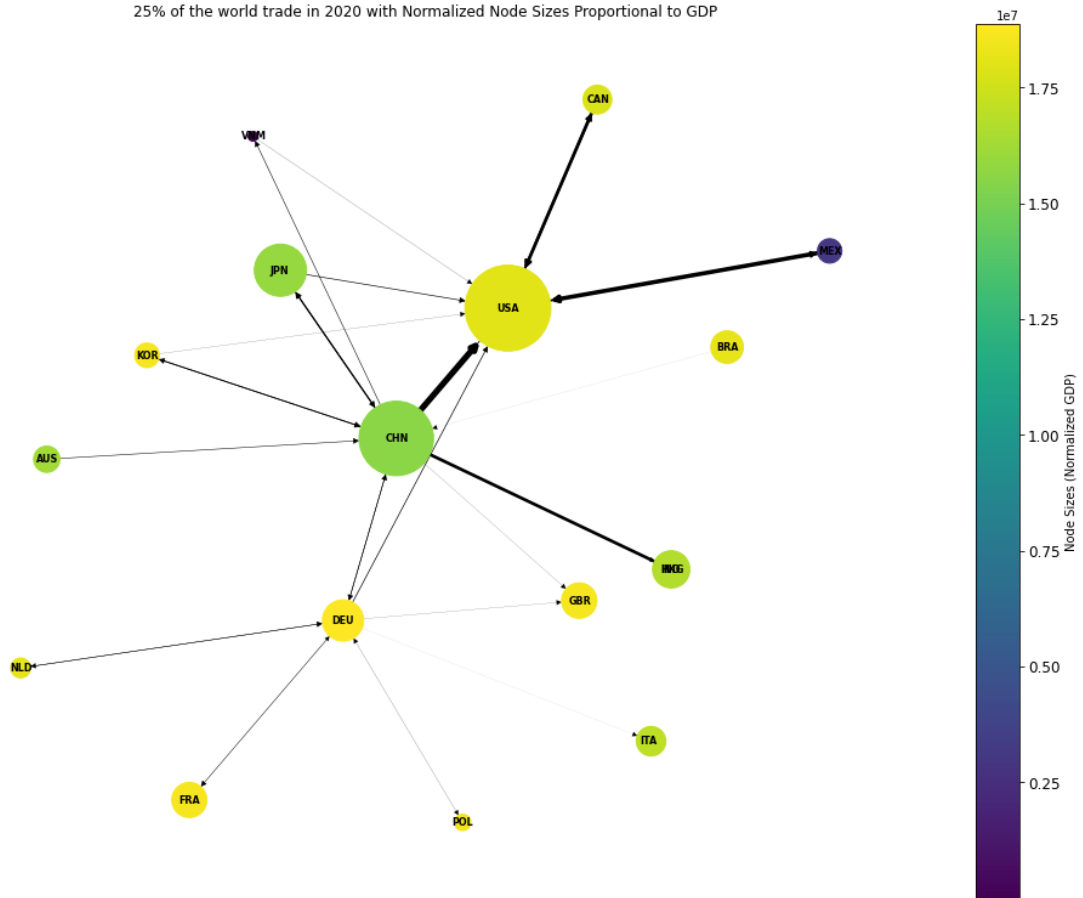 25% of the world trade in 2020 with Normalized Node Sizes Proportional to GDP
1e7
CAN
1.75
VNM
MEX
1.50
JPN
USA
BRA
KOR
1.25
CHN
Node Sizes (Normalized GDP)
AUS
1.00
GBR
DEU
0.75
NLD
ITA
0.50
FRA
POL
0.25